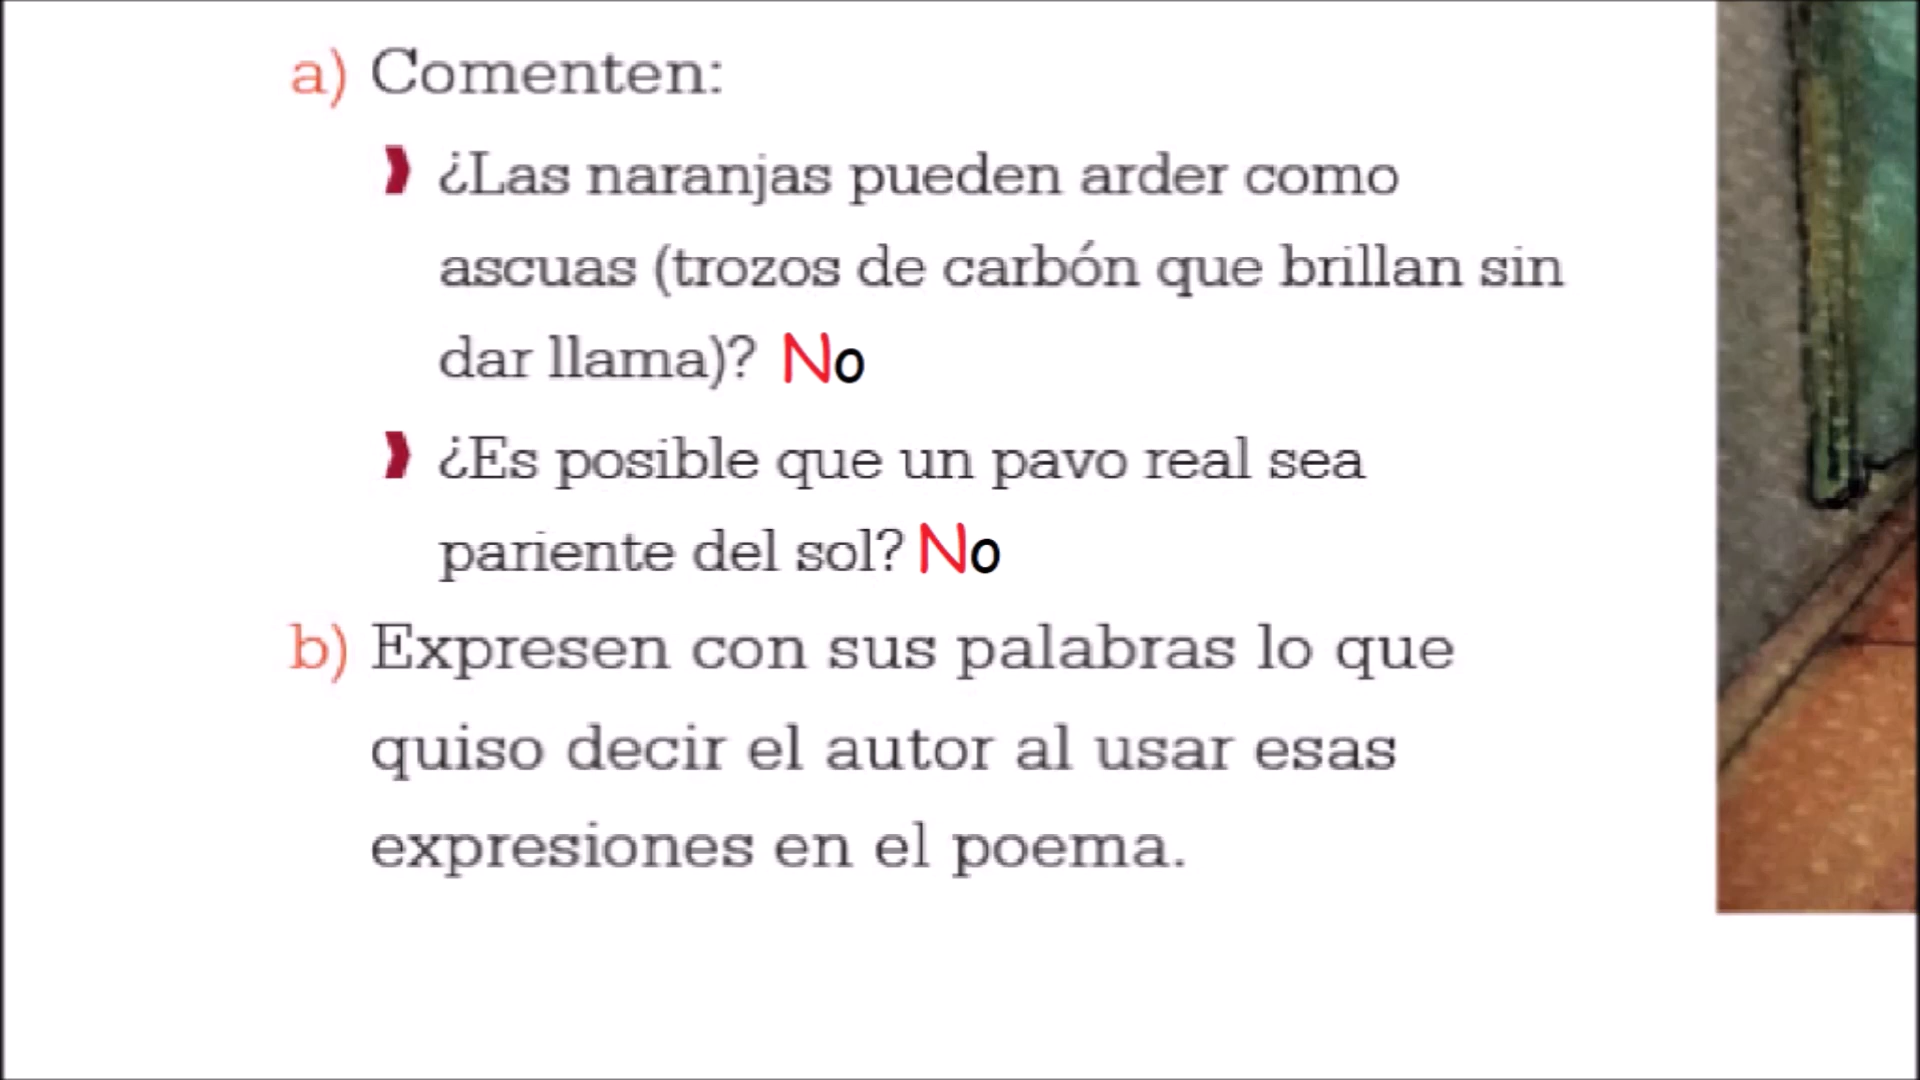 a) Comenten:
¿Las naranjas pueden arder como
ascuas (trozos de carbón que brillan sin
dar llama)? No
¿Es posible que un pavo real sea
pariente del sol? No
b) Expresen con sus palabras lo que
quiso decir el autor al usar esas
expresiones en el poema.